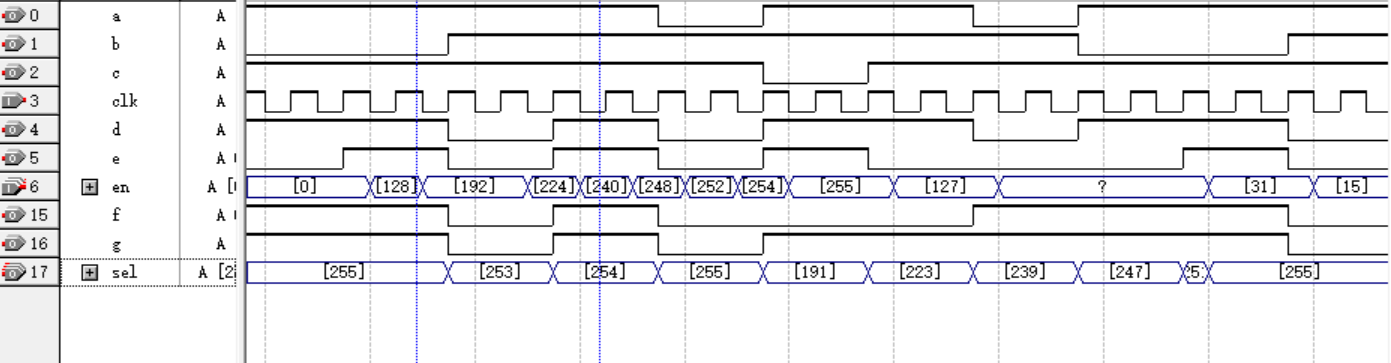 0 a A
1 b A
2 c A
3 clk A
4 d A
5 e A
6 en A [ [0] [128] [192] [224] [240] [248] [252] [254] [255] [127] ? [31] [15]
15 f A
16 g A
17 sel A [2 [255] [253] [254] [255] [191] [223] [239] [247] [255]